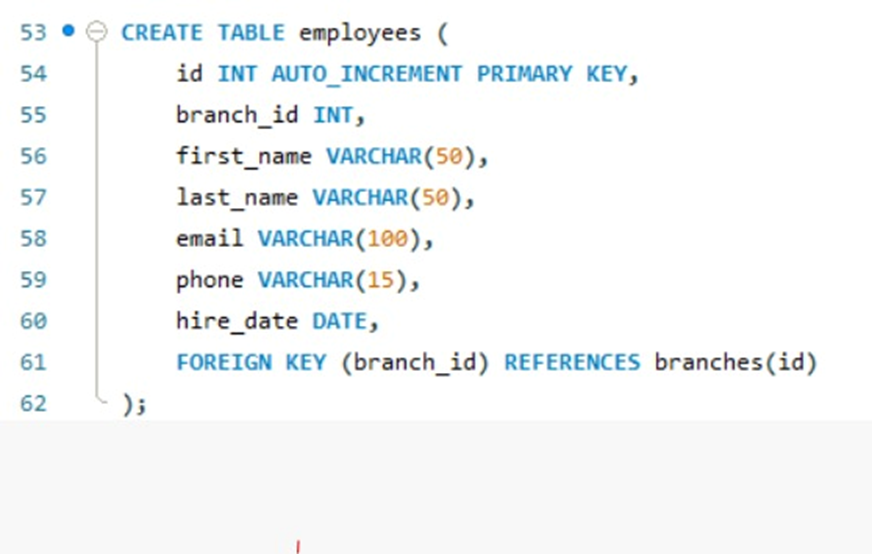 53 CREATE TABLE employees (
54 id INT AUTO_INCREMENT PRIMARY KEY,
55 branch_id INT,
56 first_name VARCHAR(50),
57 last_name VARCHAR(50),
58 email VARCHAR(100),
59 phone VARCHAR(15),
60 hire_date DATE,
61 FOREIGN KEY (branch_id) REFERENCES branches(id)
62 );